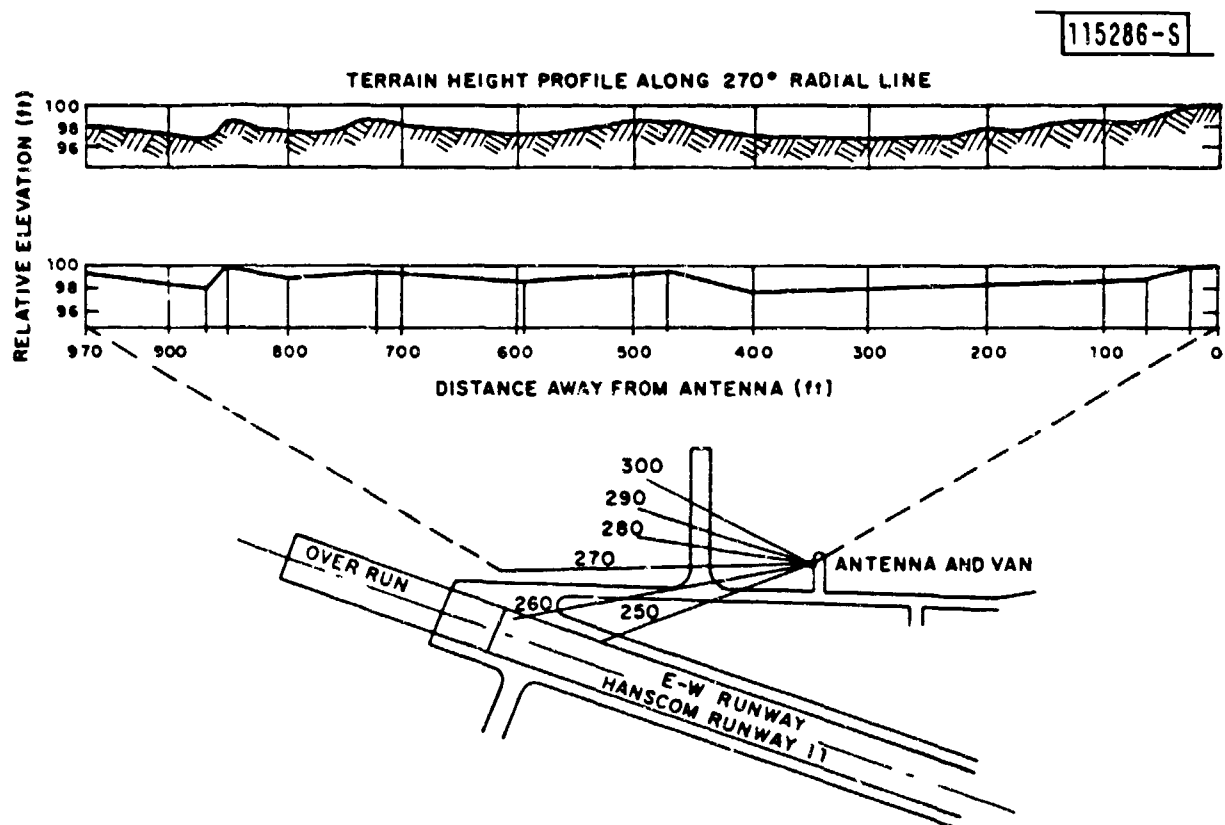 115286-S
TERRAIN HEIGHT PROFILE ALONG 270° RADIAL LINE
RELATIVE ELEVATION (ft)
100
98
96
100
98
96
970 900 800 700 600 500 400 300 200 100 0
DISTANCE AWAY FROM ANTENNA (ft)
300
290
280
270
260
250
ANTENNA AND VAN
OVER RUN
E-W RUNWAY
HANSCOM RUNWAY 11